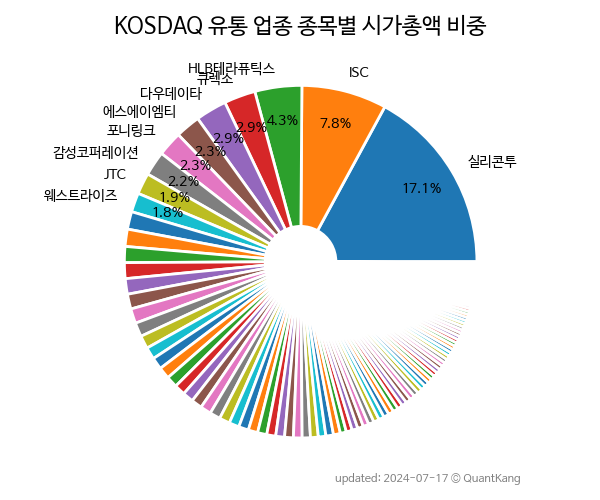 KOSDAQ 유통 업종 종목별 시가총액 비중
HLB테라퓨틱스
ISC
큐렉소
다우데이타
에스에이엠티
포니링크
감성코퍼레이션
JTC
웨스트라이즈
실리콘투
17.1%
7.8%
4.3%
2.9%
2.9%
2.3%
2.3%
2.2%
1.9%
1.8%
updated: 2024-07-17 © QuantKang